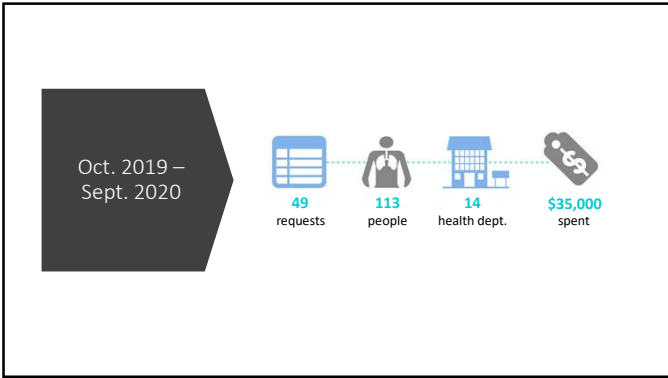 Oct. 2019 –
Sept. 2020
49
requests
113
people
14
health dept.
$35,000
spent